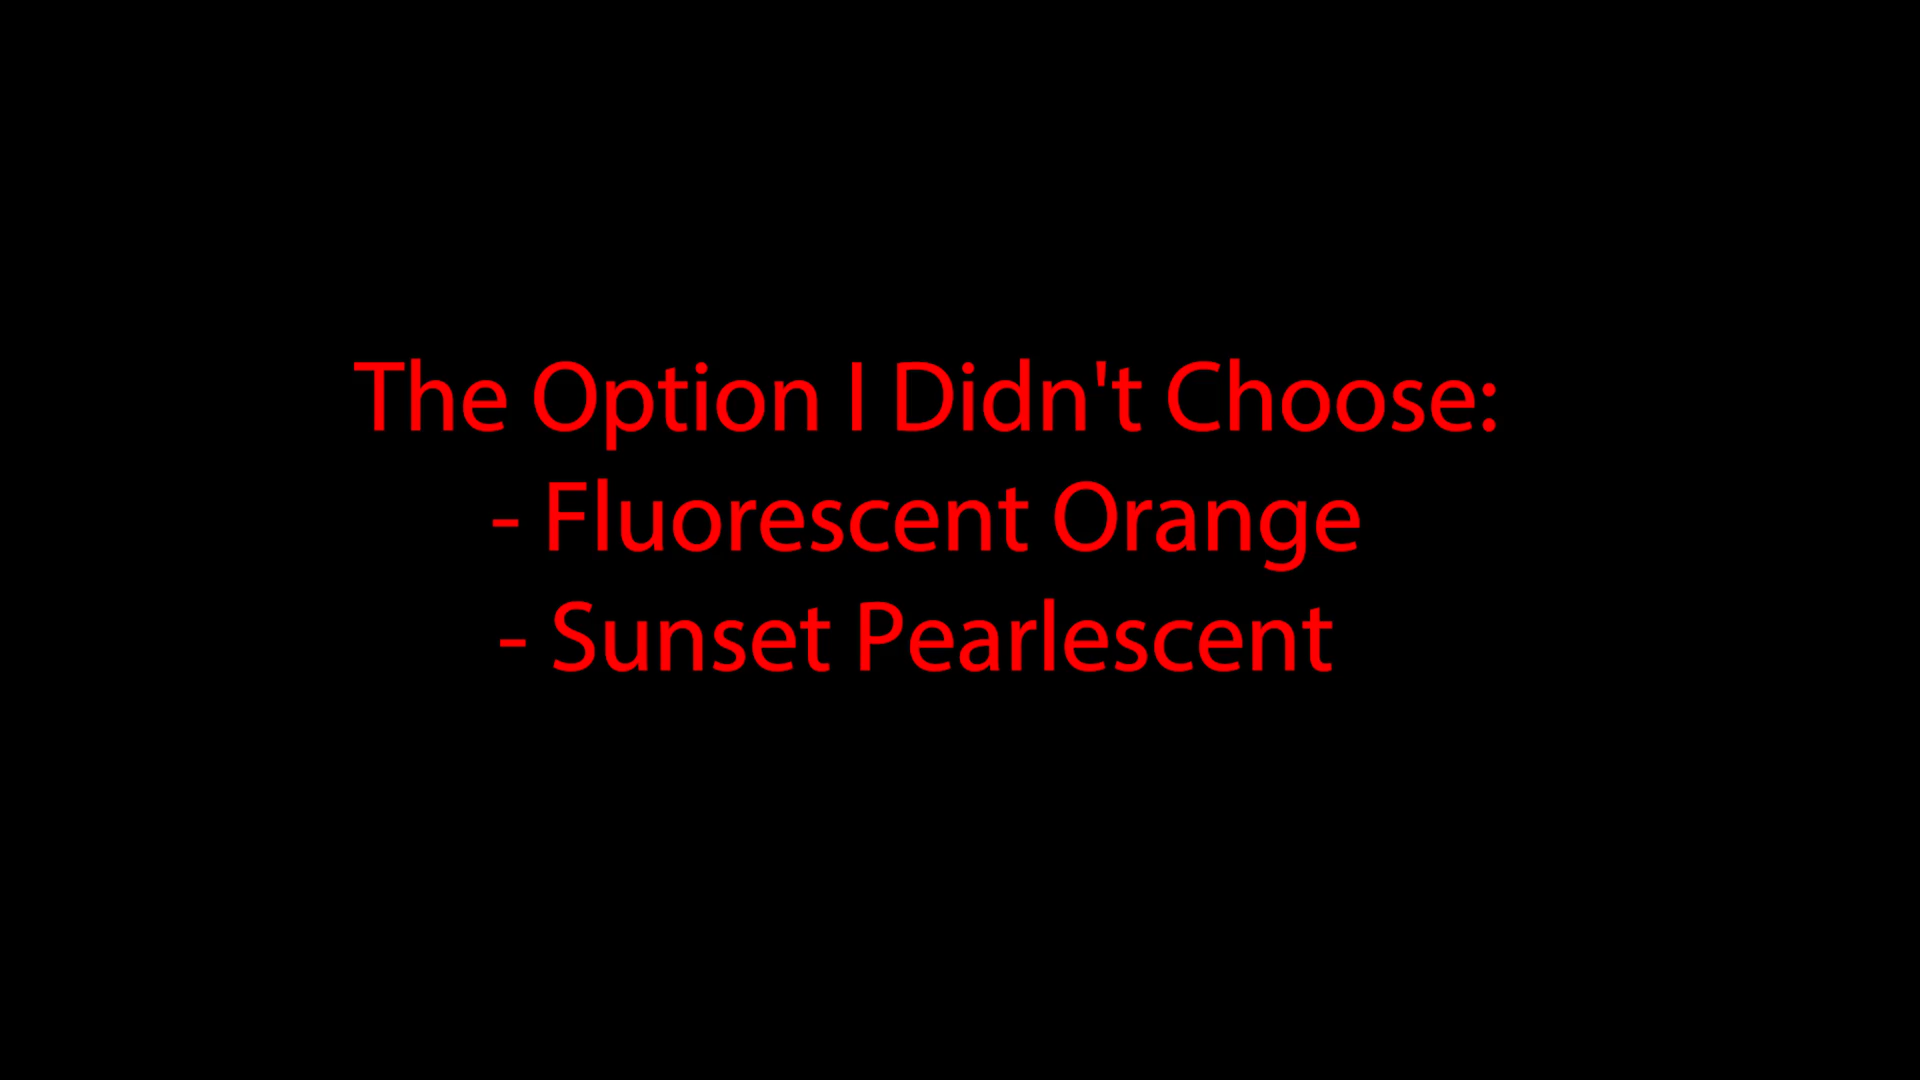 The Option I Didn't Choose:
- Fluorescent Orange
- Sunset Pearlescent